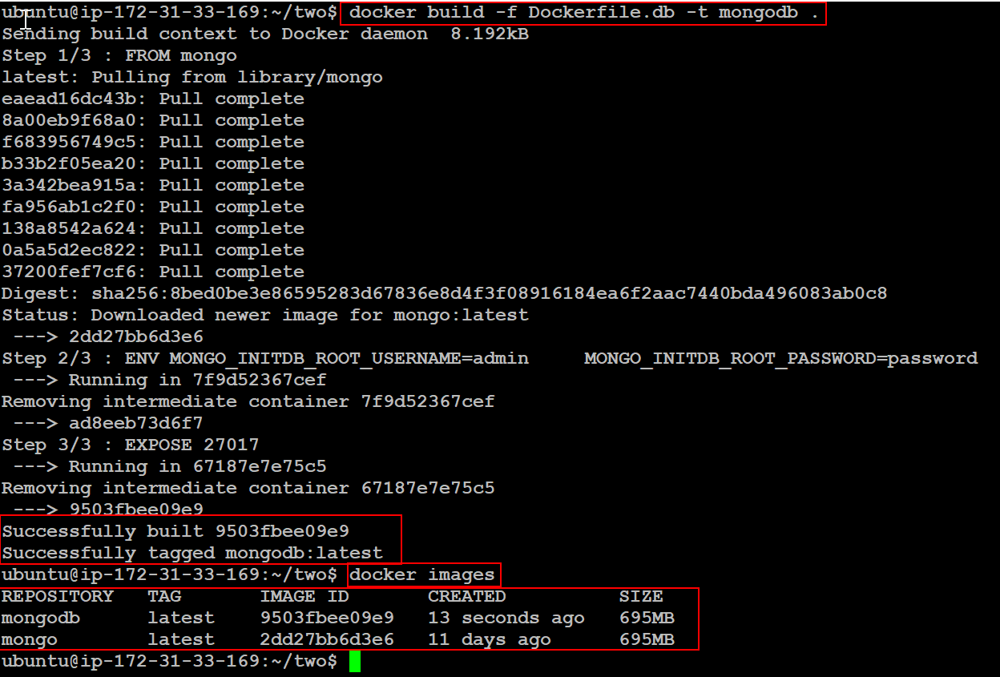 ubuntu@ip-172-31-33-169:~/two$ docker build -f Dockerfile.db -t mongodb .
Sending build context to Docker daemon  8.192kB
Step 1/3 : FROM mongo
latest: Pulling from library/mongo
eaead16dc43b: Pull complete
8a00eb9f68a0: Pull complete
f683956749c5: Pull complete
b33b2f05ea20: Pull complete
3a342bea915a: Pull complete
fa956ab1c2f0: Pull complete
138a8542a624: Pull complete
0a5a5d2ec822: Pull complete
37200fef7cf6: Pull complete
Digest: sha256:8bed0be3e86595283d67836e8d4f3f08916184ea6f2aac7440bda496083ab0c8
Status: Downloaded newer image for mongo:latest
 ---> 2dd27bb6d3e6
Step 2/3 : ENV MONGO_INITDB_ROOT_USERNAME=admin     MONGO_INITDB_ROOT_PASSWORD=password
 ---> Running in 7f9d52367cef
Removing intermediate container 7f9d52367cef
 ---> ad8eeb73d6f7
Step 3/3 : EXPOSE 27017
 ---> Running in 67187e7e75c5
Removing intermediate container 67187e7e75c5
 ---> 9503fbee09e9
Successfully built 9503fbee09e9
Successfully tagged mongodb:latest
ubuntu@ip-172-31-33-169:~/two$ docker images
REPOSITORY   TAG       IMAGE ID       CREATED          SIZE
mongodb      latest    9503fbee09e9   13 seconds ago   695MB
mongo        latest    2dd27bb6d3e6   11 days ago      695MB
ubuntu@ip-172-31-33-169:~/two$